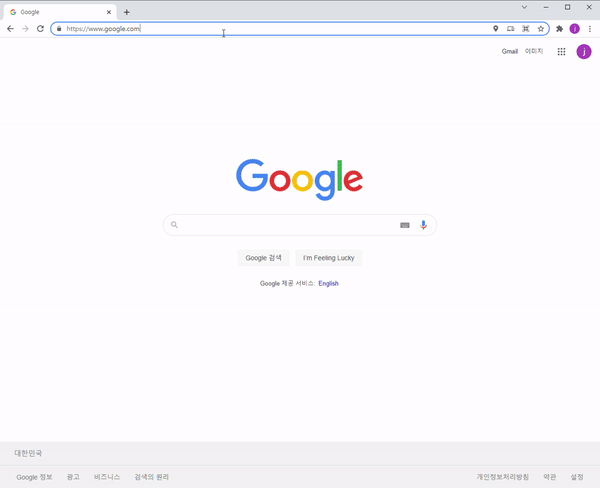 Google
https://www.google.com
j
Gmail 이미지
j
Google
Google 검색 I'm Feeling Lucky
Google 제공 서비스: English
대한민국
Google 정보 광고 비즈니스 검색의 원리 개인정보처리방침 약관 설정